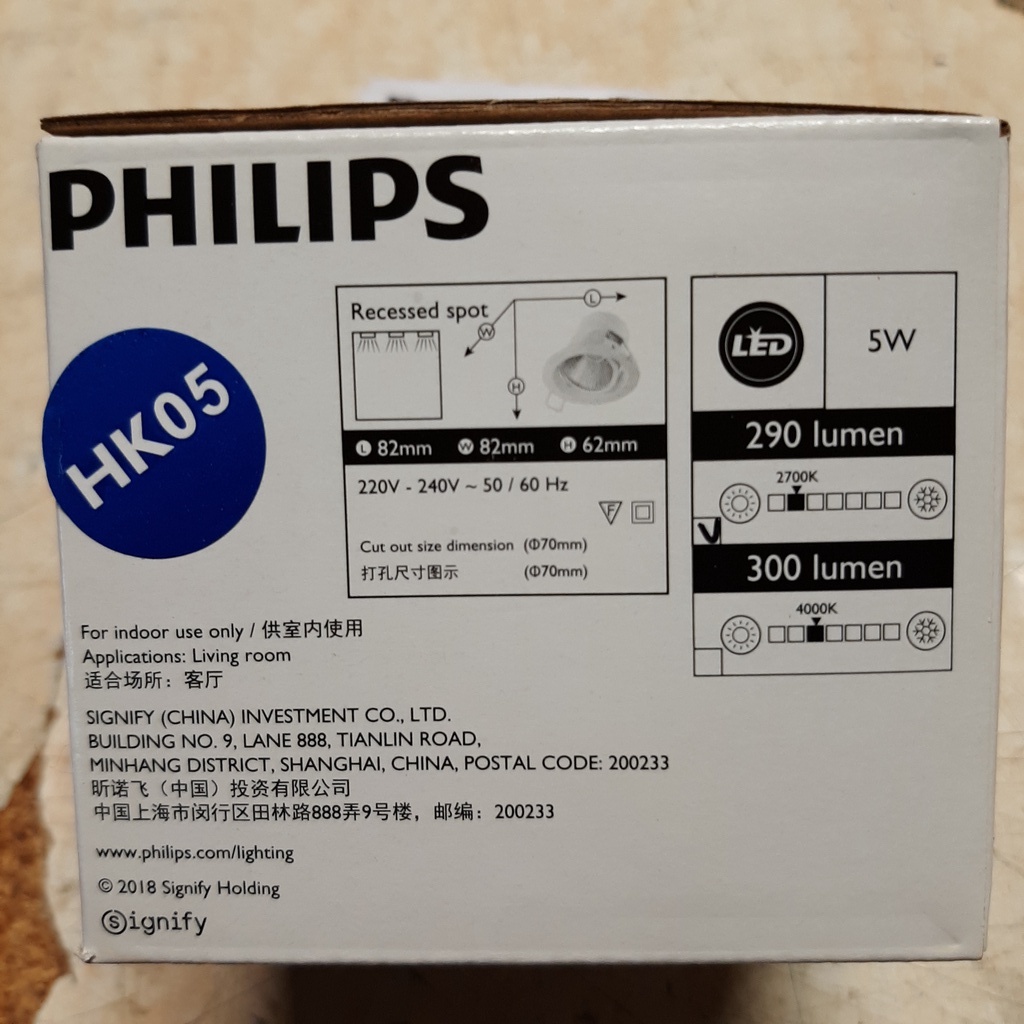 PHILIPS
HK05
Recessed spot
L
W
H
L 82mm W 82mm H 62mm
220V - 240V ~ 50 / 60 Hz
F
Cut out size dimension (Φ70mm)
打孔尺寸图示 (Φ70mm)
LED 5W
290 lumen
2700K
300 lumen
4000K
For indoor use only / 供室内使用
Applications: Living room
适合场所：客厅
SIGNIFY (CHINA) INVESTMENT CO., LTD.
BUILDING NO. 9, LANE 888, TIANLIN ROAD,
MINHANG DISTRICT, SHANGHAI, CHINA, POSTAL CODE: 200233
昕诺飞（中国）投资有限公司
中国上海市闵行区田林路888弄9号楼，邮编：200233
www.philips.com/lighting
© 2018 Signify Holding
Signify